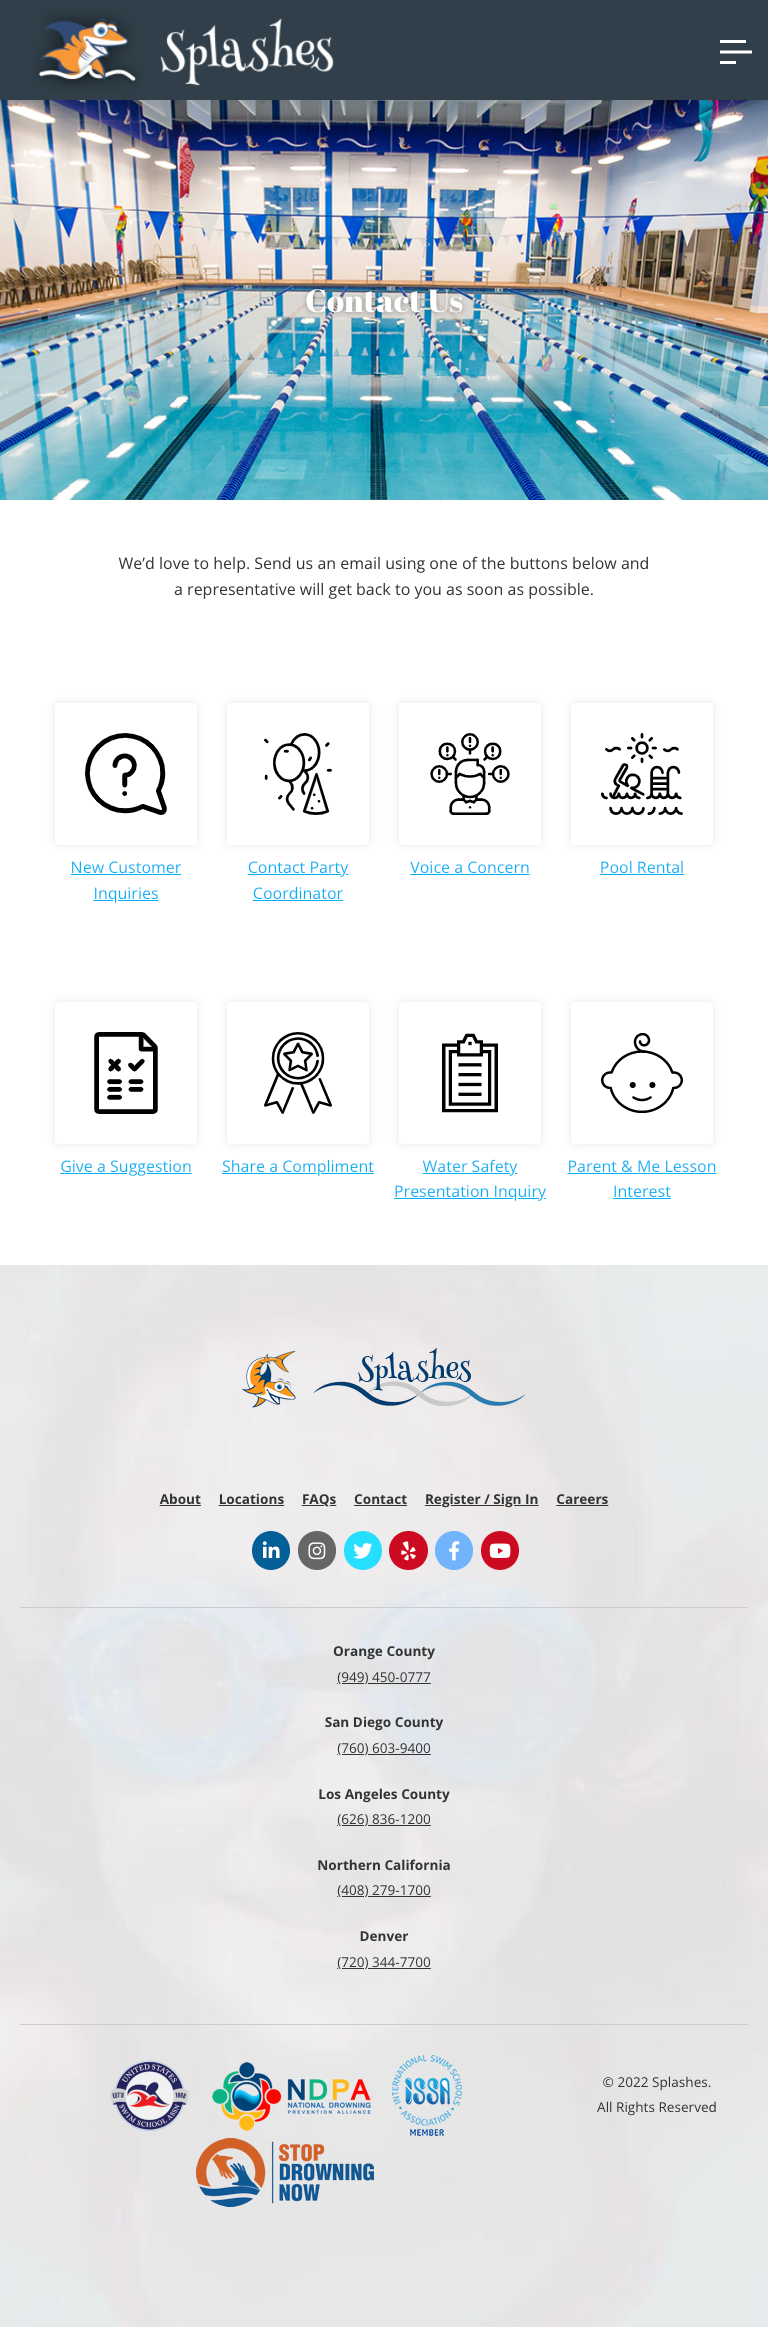 Splashes
Contact Us
We’d love to help. Send us an email using one of the buttons below and
a representative will get back to you as soon as possible.
New Customer
Inquiries
Contact Party
Coordinator
Voice a Concern
Pool Rental
Give a Suggestion
Share a Compliment
Water Safety
Presentation Inquiry
Parent & Me Lesson
Interest
Splashes
About Locations FAQs Contact Register / Sign In Careers
in
Orange County
(949) 450-0777
San Diego County
(760) 603-9400
Los Angeles County
(626) 836-1200
Northern California
(408) 279-1700
Denver
(720) 344-7700
UNITED STATES
ESTD 1988
SWIM SCHOOL ASSN
NDPA
NATIONAL DROWNING
PREVENTION ALLIANCE
INTERNATIONAL SWIM SCHOOLS
ISSA
ASSOCIATION
MEMBER
STOP
DROWNING
NOW
© 2022 Splashes.
All Rights Reserved